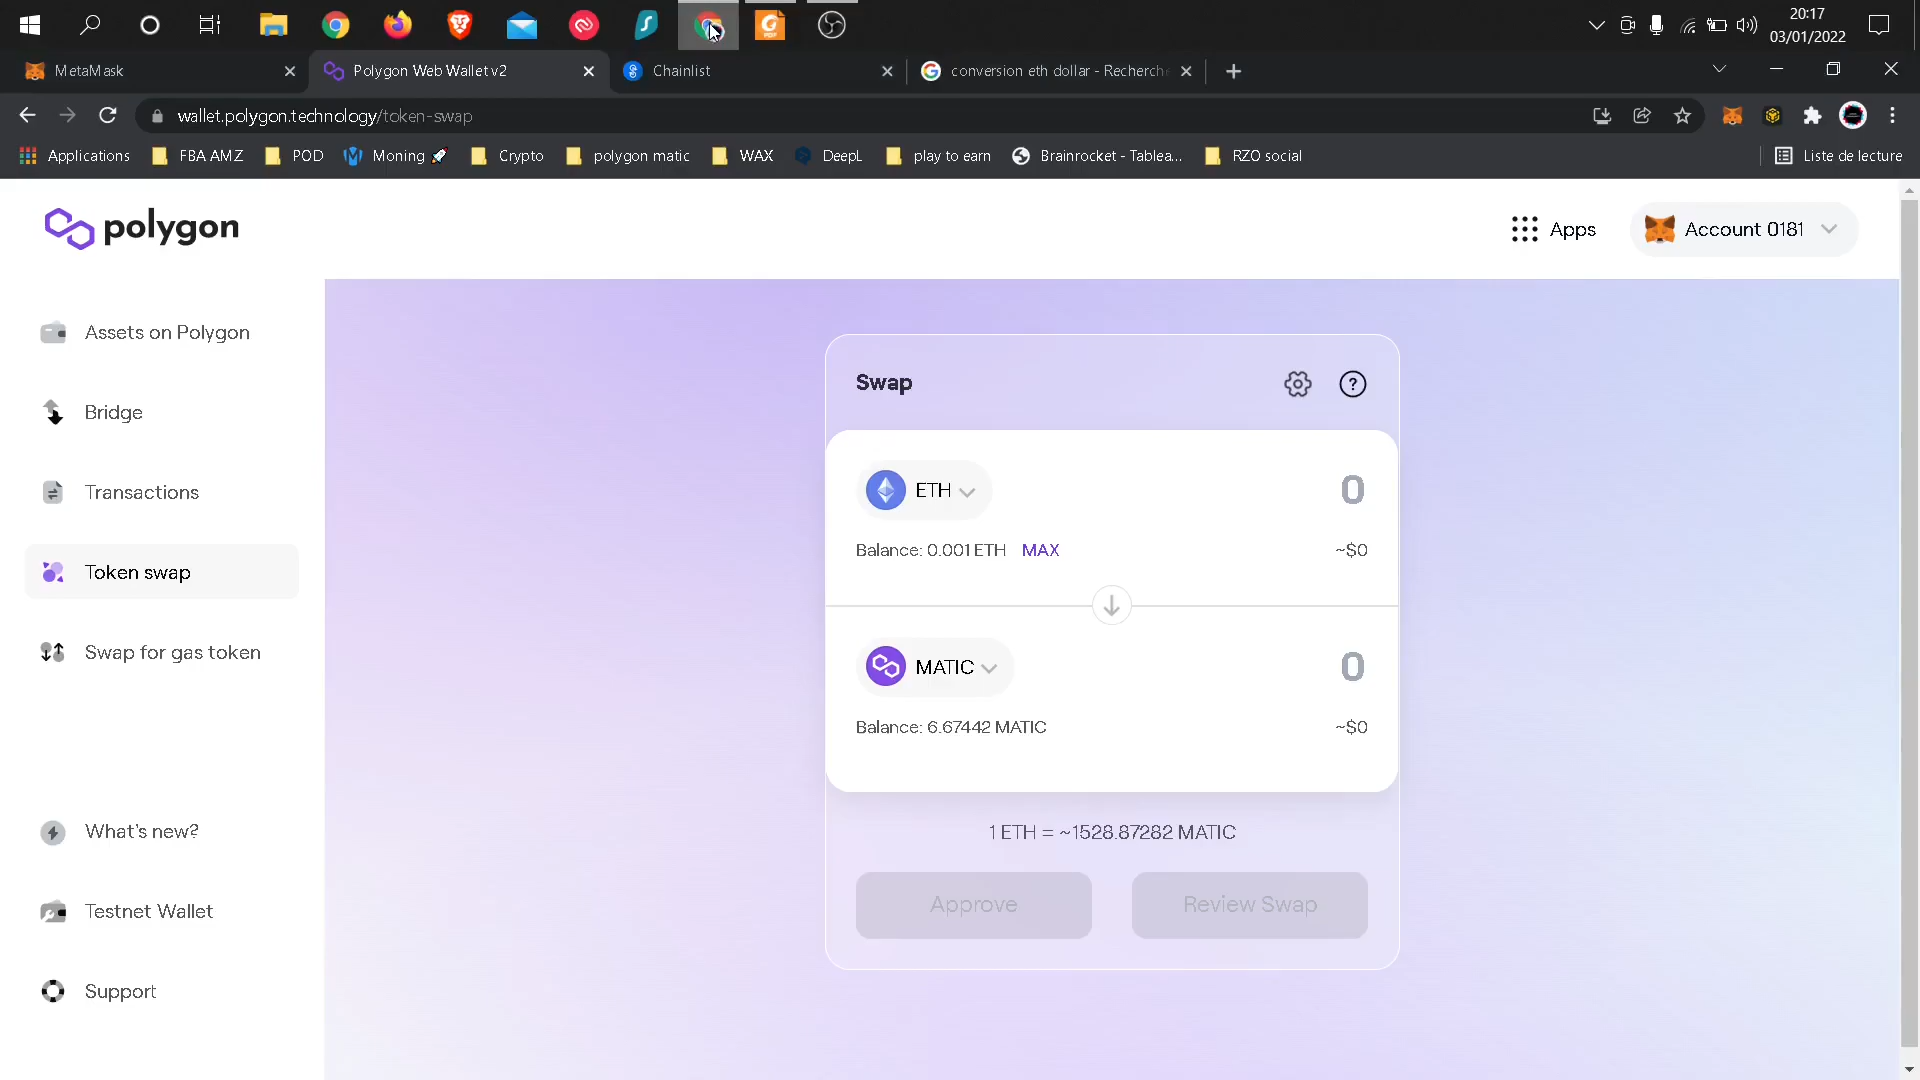 20:17
03/01/2022
MetaMask
Polygon Web Wallet v2
Chainlist
conversion eth dollar - Recherche
wallet.polygon.technology/token-swap
Applications
FBA AMZ
POD
Moning 🚀
Crypto
polygon matic
WAX
DeepL
play to earn
Brainrocket - Tablea...
RZO social
Liste de lecture
polygon
Apps
Account 0181
Assets on Polygon
Bridge
Transactions
Token swap
Swap for gas token
What's new?
Testnet Wallet
Support
Swap
ETH
0
Balance: 0.001 ETH MAX
~$0
MATIC
0
Balance: 6.67442 MATIC
~$0
1 ETH = ~1528.87282 MATIC
Approve
Review Swap